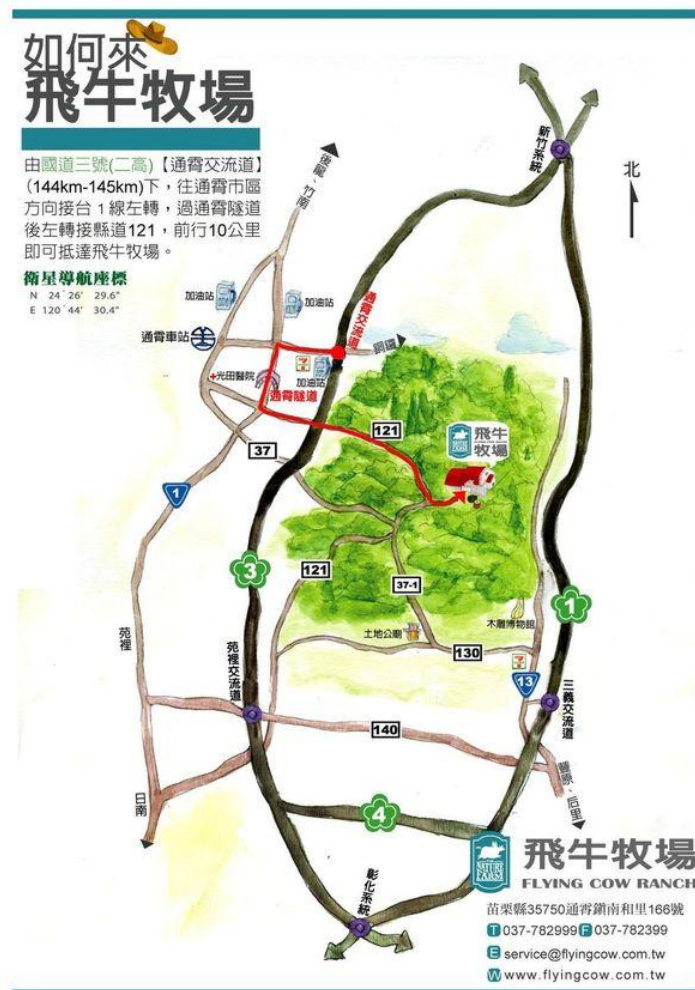 如何來
飛牛牧場
由國道三號(二高)【通霄交流道】
(144km-145km)下，往通霄市區
方向接台1線左轉，過通霄隧道
後左轉接縣道121，前行10公里
即可抵達飛牛牧場。
衛星導航座標
N 24°26' 29.6"
E 120°44' 30.4"
後龍、竹南
新竹系統
北
加油站
加油站
通霄交流道
通霄車站
銅鑼
光田醫院
加油站
通霄隧道
121
飛牛
牧場
37
1
3
121
37-1
1
苑裡
土地公廟
木雕博物館
130
13
苑裡交流道
三義交流道
140
日南
豐原、后里
4
彰化系統
NATURE
FARM
飛牛牧場
FLYING COW RANCH
苗栗縣35750通霄鎮南和里166號
T 037-782999 F 037-782399
E service@flyingcow.com.tw
W www.flyingcow.com.tw